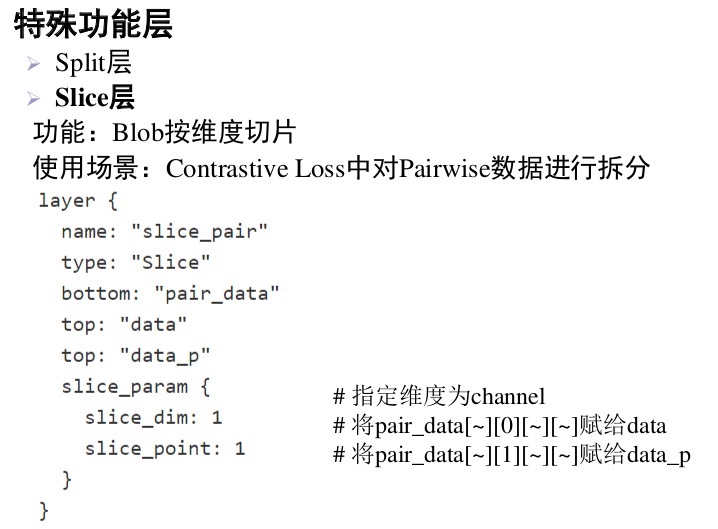 特殊功能层
Split层
Slice层
功能：Blob按维度切片
使用场景：Contrastive Loss中对Pairwise数据进行拆分
layer {
name: "slice_pair"
type: "Slice"
bottom: "pair_data"
top: "data"
top: "data_p"
slice_param {
slice_dim: 1
slice_point: 1
}
}
# 指定维度为channel
# 将pair_data[~][0][~][~]赋给data
# 将pair_data[~][1][~][~]赋给data_p